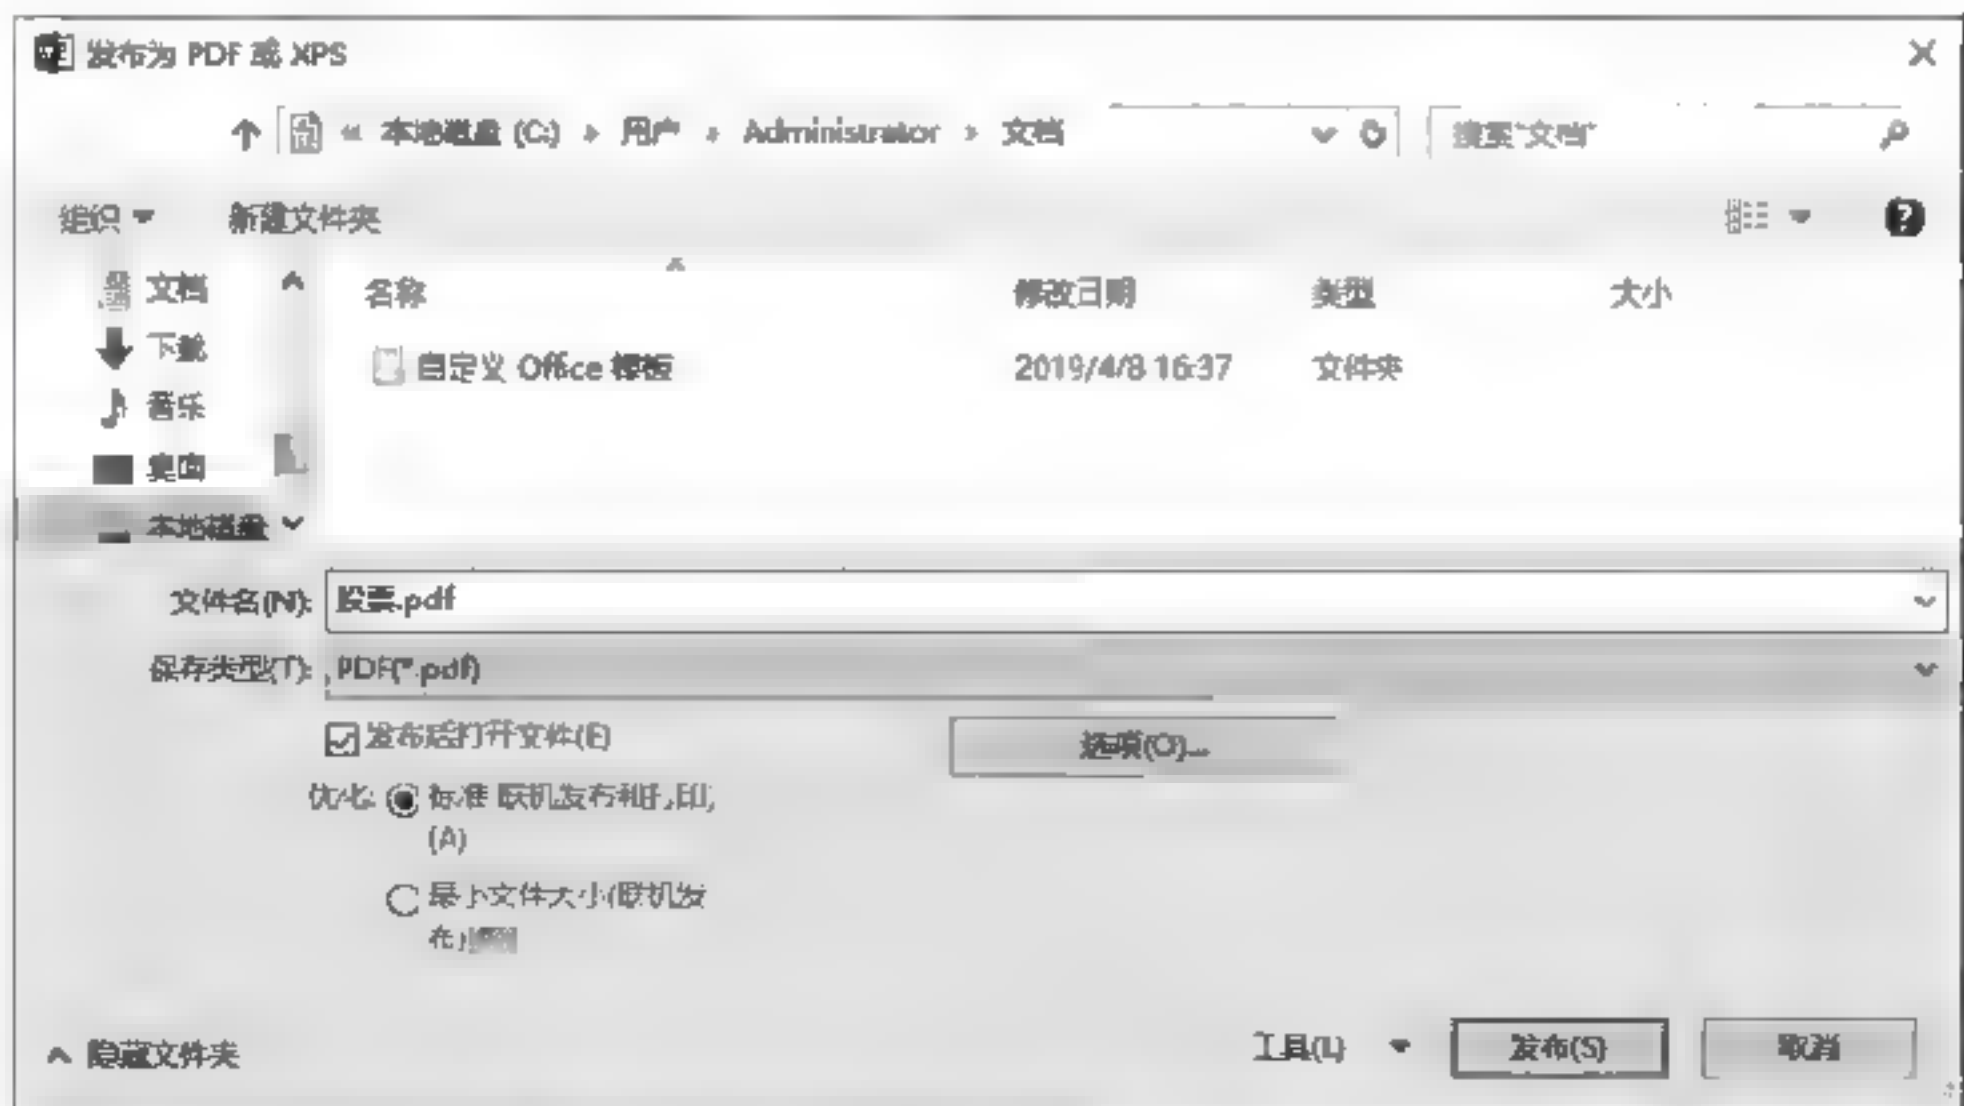 发布为 PDF 或 XPS
« 本地磁盘 (C:) › 用户 › Administrator › 文档
搜索"文档"
组织 新建文件夹
文档
下载
音乐
桌面
本地磁盘
名称 修改日期 类型 大小
自定义 Office 模板 2019/4/8 16:37 文件夹
文件名(N): 股票.pdf
保存类型(T): PDF(*.pdf)
发布后打开文件(E)
选项(O)...
优化: 标准(联机发布和打印)
(A)
最小文件大小(联机发
布)
隐藏文件夹
工具(L) 发布(S) 取消